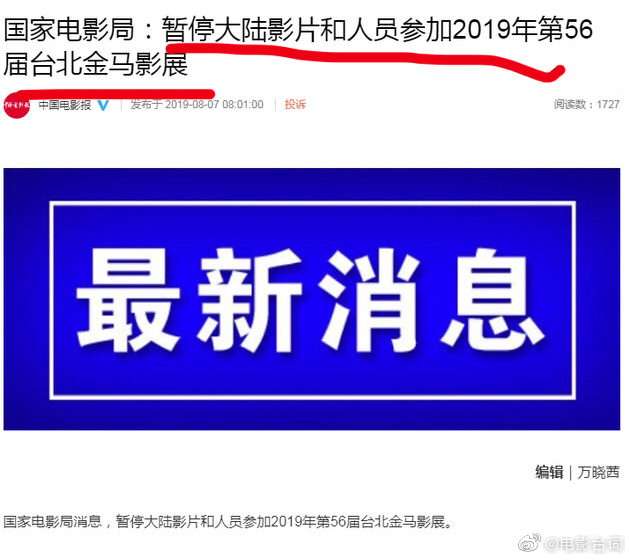 国家电影局：暂停大陆影片和人员参加2019年第56
届台北金马影展
中国电影报 发布于 2019-08-07 08:01:00 投诉 阅读数：1727
最新消息
编辑 | 万晓茜
国家电影局消息，暂停大陆影片和人员参加2019年第56届台北金马影展。
@电影台词